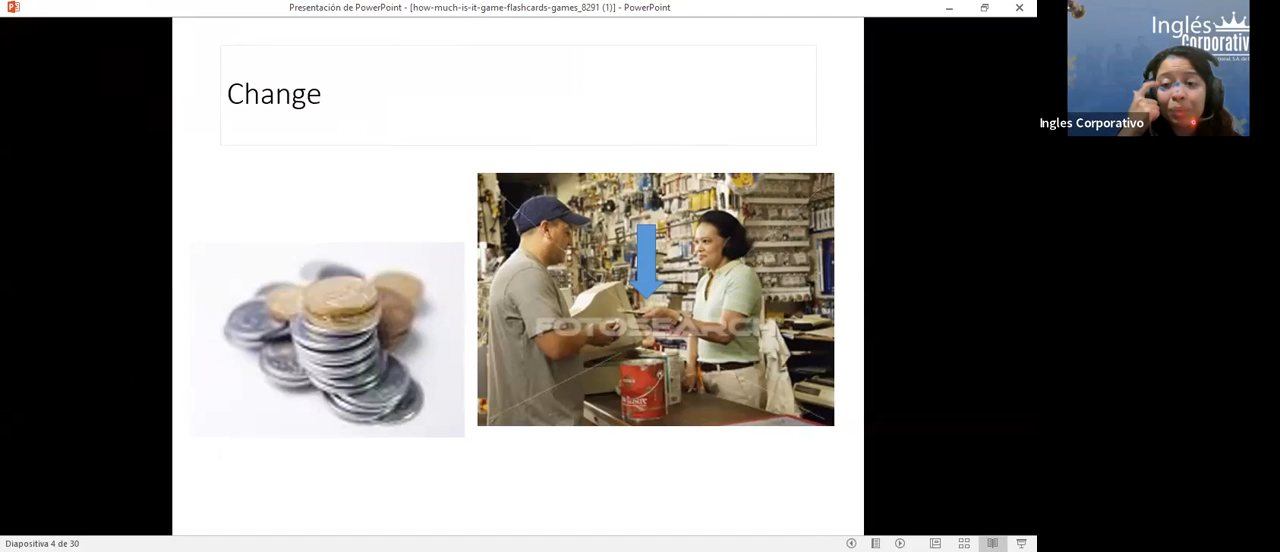 Presentación de PowerPoint - [how-much-is-it-game-flashcards-games_8291 (1)] - PowerPoint
Inglés
Corporativ
Ingles Corporativo
Change
FOTOSEARCH
Diapositiva 4 de 30